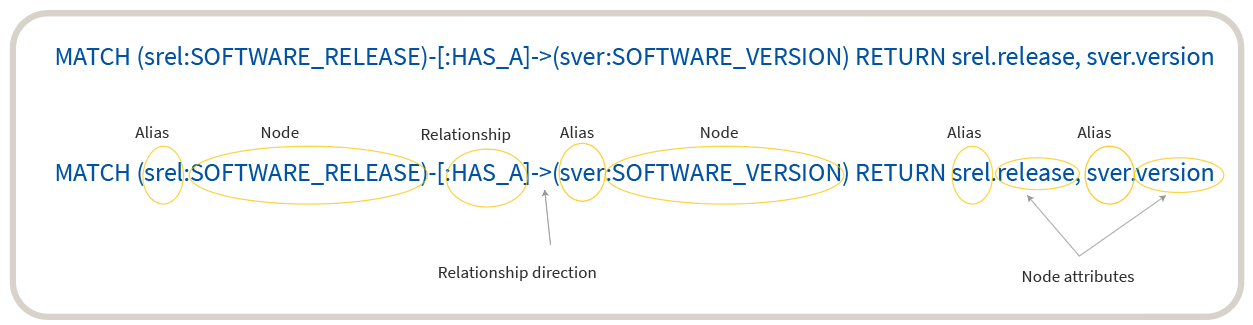 MATCH (srel:SOFTWARE_RELEASE)-[:HAS_A]->(sver:SOFTWARE_VERSION) RETURN srel.release, sver.version
Alias Node Relationship Alias Node Alias Alias
MATCH (srel:SOFTWARE_RELEASE)-[:HAS_A]->(sver:SOFTWARE_VERSION) RETURN srel.release, sver.version
Relationship direction
Node attributes